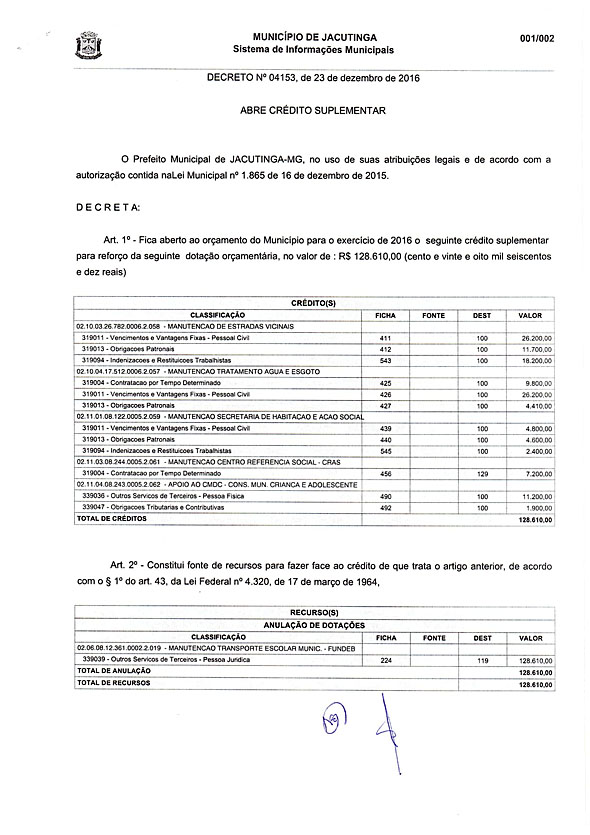 MUNICÍPIO DE JACUTINGA 001/002
Sistema de Informações Municipais
DECRETO Nº 04153, de 23 de dezembro de 2016
ABRE CRÉDITO SUPLEMENTAR
O Prefeito Municipal de JACUTINGA-MG, no uso de suas atribuições legais e de acordo com a
autorização contida naLei Municipal nº 1.865 de 16 de dezembro de 2015.
D E C R E T A:
Art. 1º - Fica aberto ao orçamento do Município para o exercicio de 2016 o seguinte crédito suplementar
para reforço da seguinte dotação orçamentária, no valor de : R$ 128.610,00 (cento e vinte e oito mil seiscentos
e dez reais)
CRÉDITO(S)
CLASSIFICAÇÃO FICHA FONTE DEST VALOR
02.10.03.26.782.0006.2.058 - MANUTENCAO DE ESTRADAS VICINAIS
319011 - Vencimentos e Vantagens Fixas - Pessoal Civil 411 100 26.200,00
319013 - Obrigacoes Patronais 412 100 11.700,00
319094 - Indenizacoes e Restituicoes Trabalhistas 543 100 18.200,00
02.10.04.17.512.0006.2.057 - MANUTENCAO TRATAMENTO AGUA E ESGOTO
319004 - Contratacao por Tempo Determinado 425 100 9.800,00
319011 - Vencimentos e Vantagens Fixas - Pessoal Civil 426 100 26.200,00
319013 - Obrigacoes Patronais 427 100 4.410,00
02.11.01.08.122.0005.2.059 - MANUTENCAO SECRETARIA DE HABITACAO E ACAO SOCIAL
319011 - Vencimentos e Vantagens Fixas - Pessoal Civil 439 100 4.800,00
319013 - Obrigacoes Patronais 440 100 4.600,00
319094 - Indenizacoes e Restituicoes Trabalhistas 545 100 2.400,00
02.11.03.08.244.0005.2.061 - MANUTENCAO CENTRO REFERENCIA SOCIAL - CRAS
319004 - Contratacao por Tempo Determinado 456 129 7.200,00
02.11.04.08.243.0005.2.062 - APOIO AO CMDC - CONS. MUN. CRIANCA E ADOLESCENTE
339036 - Outros Servicos de Terceiros - Pessoa Fisica 490 100 11.200,00
339047 - Obrigacoes Tributarias e Contributivas 492 100 1.900,00
TOTAL DE CRÉDITOS 128.610,00
Art. 2º - Constitui fonte de recursos para fazer face ao crédito de que trata o artigo anterior, de acordo
com o § 1º do art. 43, da Lei Federal nº 4.320, de 17 de março de 1964,
RECURSO(S)
ANULAÇÃO DE DOTAÇÕES
CLASSIFICAÇÃO FICHA FONTE DEST VALOR
02.06.08.12.361.0002.2.019 - MANUTENCAO TRANSPORTE ESCOLAR MUNIC. - FUNDEB
339039 - Outros Servicos de Terceiros - Pessoa Juridica 224 119 128.610,00
TOTAL DE ANULAÇÃO 128.610,00
TOTAL DE RECURSOS 128.610,00